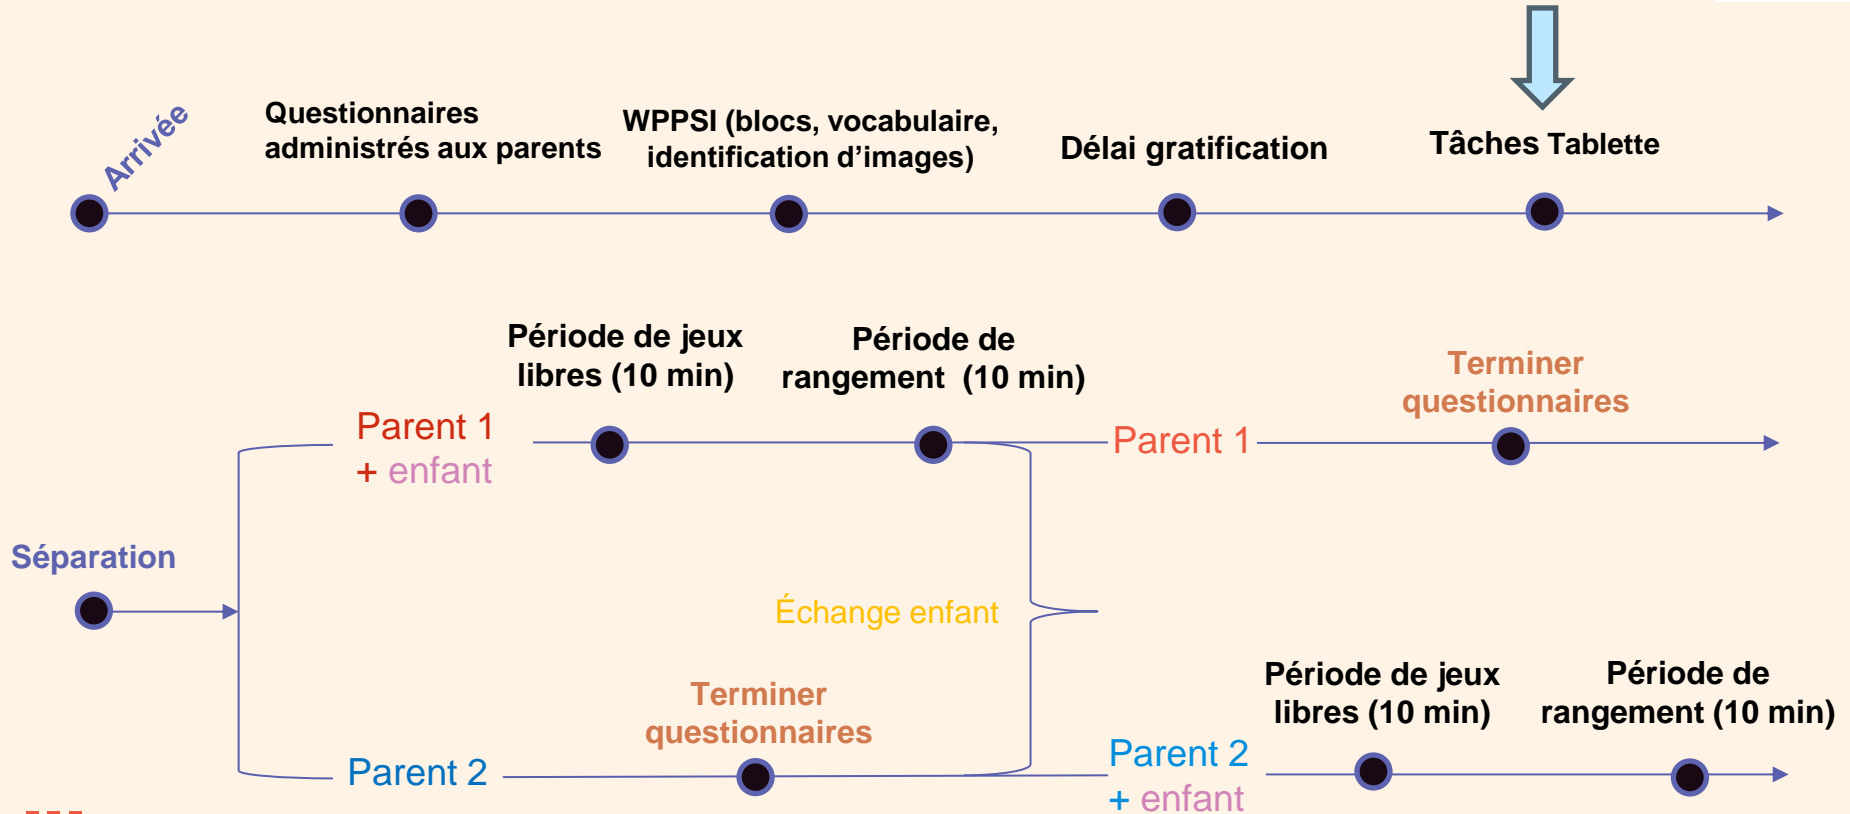 Arrivée
Questionnaires
administrés aux parents
WPPSI (blocs, vocabulaire,
identification d'images)
Délai gratification
Tâches Tablette
Période de jeux
libres (10 min)
Période de
rangement (10 min)
Terminer
questionnaires
Parent 1
+ enfant
Parent 1
Séparation
Échange enfant
Terminer
questionnaires
Période de jeux
libres (10 min)
Période de
rangement (10 min)
Parent 2
Parent 2
+ enfant